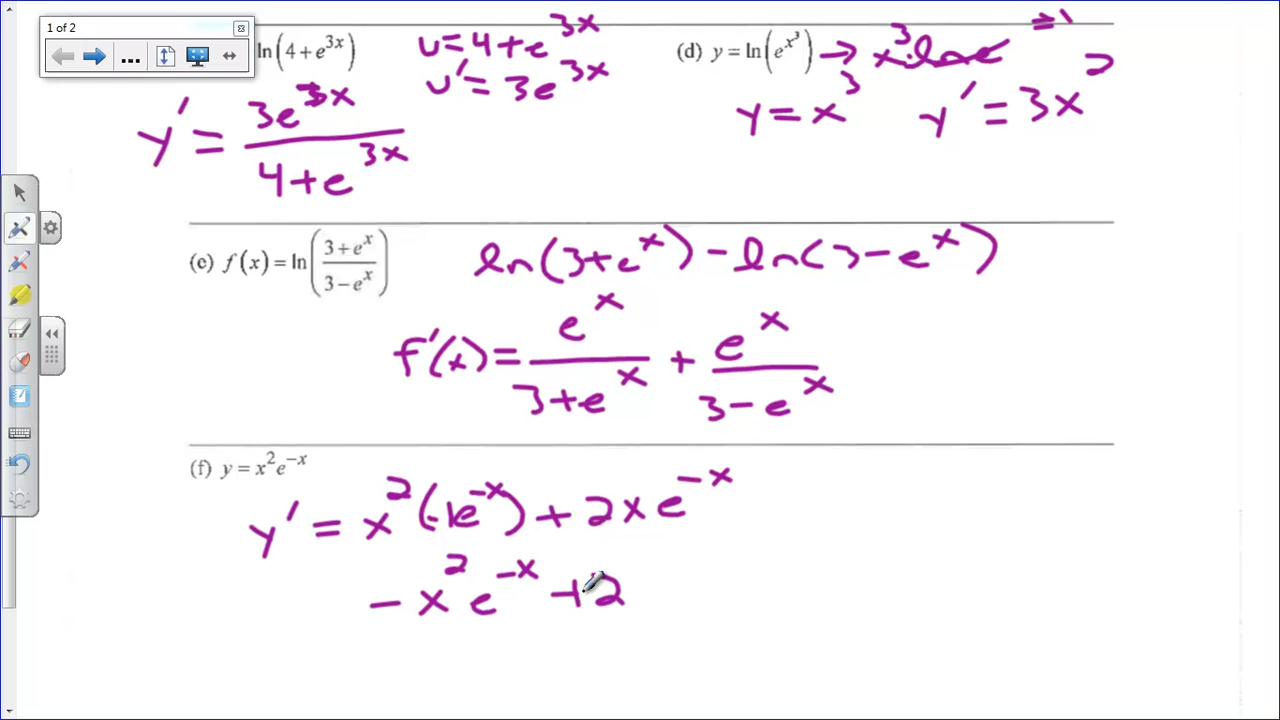 1 of 2
ln(4+e^{3x}) u=4+e^{3x} (d) y=ln(e^{x^3}) → x^3·ln e =1
u'=3e^{3x} y=x^3 y'=3x^2
y'=3e^{3x}/(4+e^{3x})
(e) f(x)=ln((3+e^x)/(3-e^x)) ln(3+e^x)-ln(3-e^x)
f'(x)=e^x/(3+e^x)+e^x/(3-e^x)
(f) y=x^2e^{-x}
y'=x^2(-1e^{-x})+2xe^{-x}
-x^2e^{-x}+2